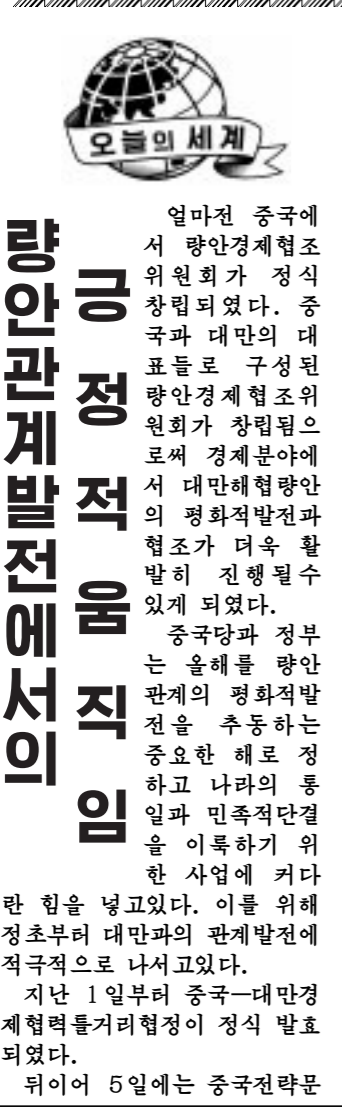 오늘의 세계
량안관계발전에서의
긍정적움직임
얼마전 중국에
서 량안경제협조
위원회가 정식
창립되였다. 중
국과 대만의 대
표들로 구성된
량안경제협조위
원회가 창립됨으
로써 경제분야에
서 대만해협량안
의 평화적발전과
협조가 더욱 활
발히 진행될수
있게 되였다.
중국당과 정부
는 올해를 량안
관계의 평화적발
전을 추동하는
중요한 해로 정
하고 나라의 통
일과 민족적단결
을 이룩하기 위
한 사업에 커다
란 힘을 넣고있다. 이를 위해
정초부터 대만과의 관계발전에
적극적으로 나서고있다.
지난 1일부터 중국―대만경
제협력틀거리협정이 정식 발효
되였다.
뒤이어 5일에는 중국전략문